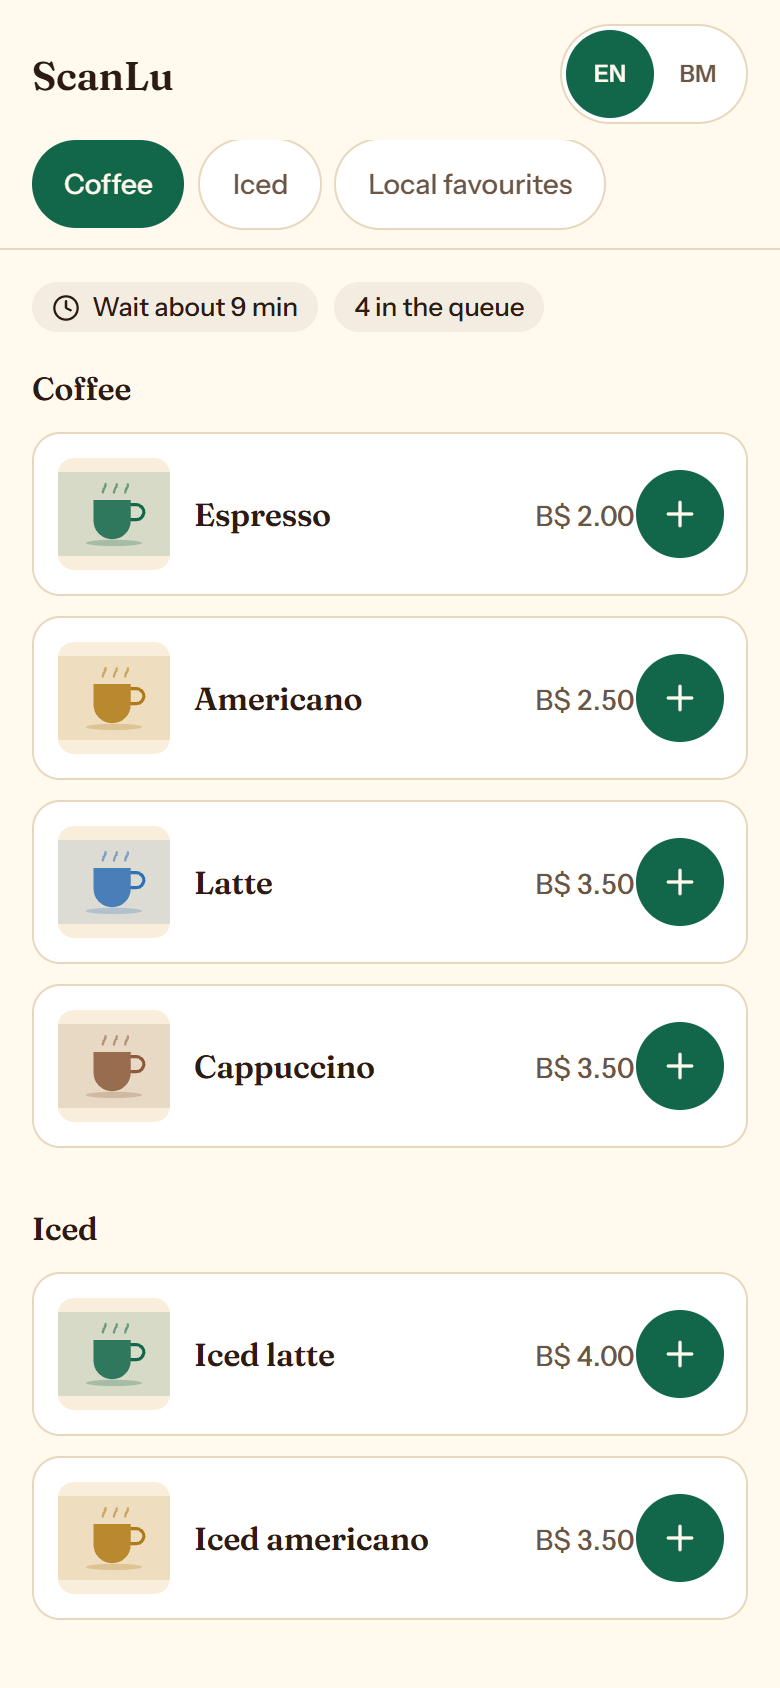 ScanLu
EN BM
Coffee Iced Local favourites
Wait about 9 min 4 in the queue
Coffee
Espresso B$ 2.00
Americano B$ 2.50
Latte B$ 3.50
Cappuccino B$ 3.50
Iced
Iced latte B$ 4.00
Iced americano B$ 3.50